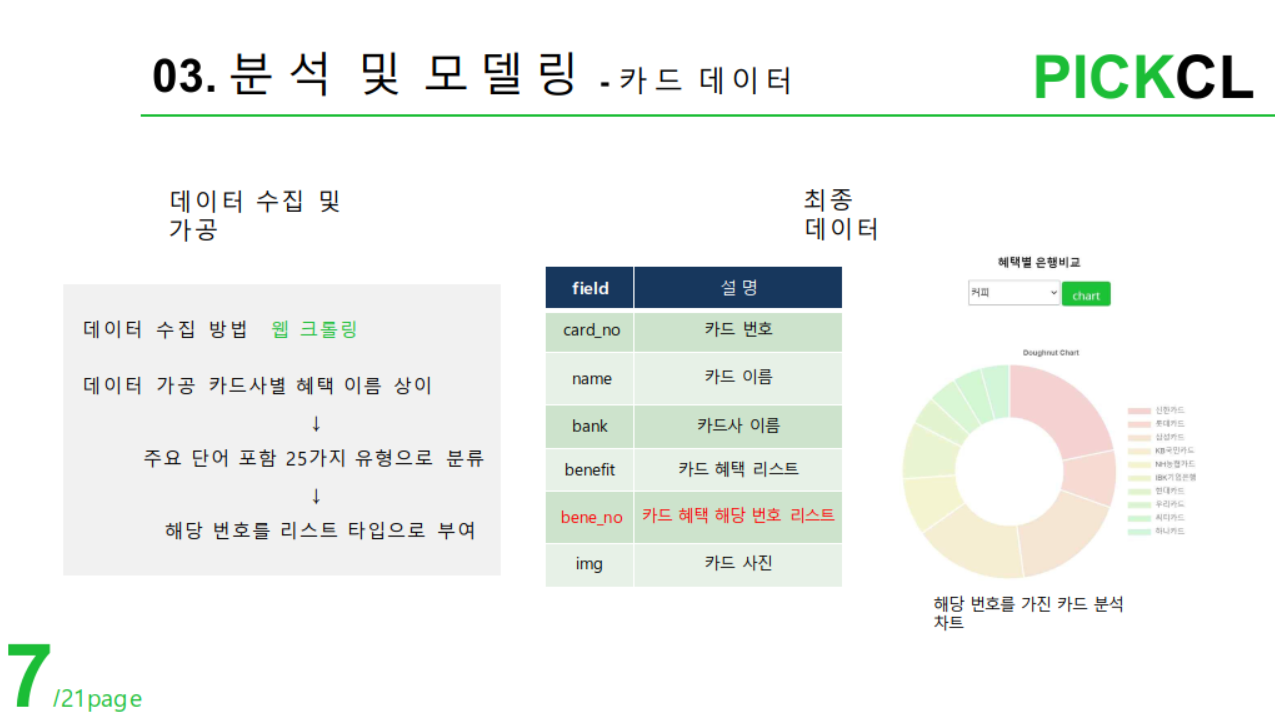 03. 분석 및 모델링 - 카드 데이터
PICKCL
데이터 수집 및
가공
데이터 수집 방법 웹 크롤링
데이터 가공 카드사별 혜택 이름 상이
↓
주요 단어 포함 25가지 유형으로 분류
↓
해당 번호를 리스트 타입으로 부여
최종
데이터
field 설명
card_no 카드 번호
name 카드 이름
bank 카드사 이름
benefit 카드 혜택 리스트
bene_no 카드 혜택 해당 번호 리스트
img 카드 사진
혜택별 은행비교
커피 chart
Doughnut Chart
신한카드
롯데카드
삼성카드
KB국민카드
NH농협카드
IBK기업은행
현대카드
우리카드
씨티카드
하나카드
해당 번호를 가진 카드 분석
차트
7/21page